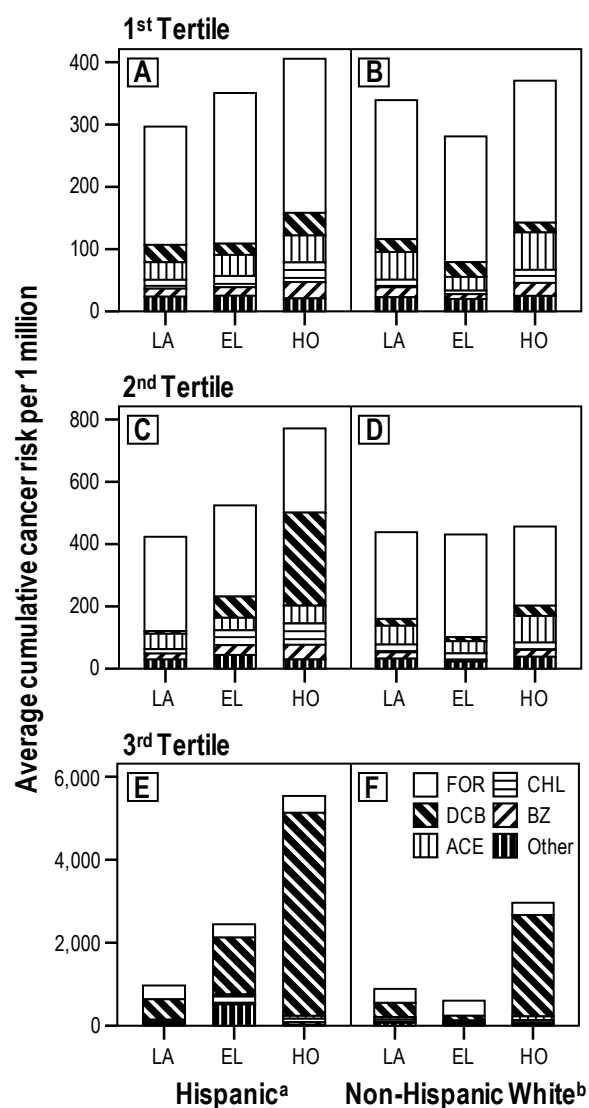 1st Tertile
A
B
400
300
200
100
0
LA EL HO LA EL HO
2nd Tertile
C
D
800
600
400
200
0
LA EL HO LA EL HO
3rd Tertile
E
F
6,000
4,000
2,000
0
FOR CHL
DCB BZ
ACE Other
LA EL HO LA EL HO
Hispanica Non-Hispanic Whiteb
Average cumulative cancer risk per 1 million